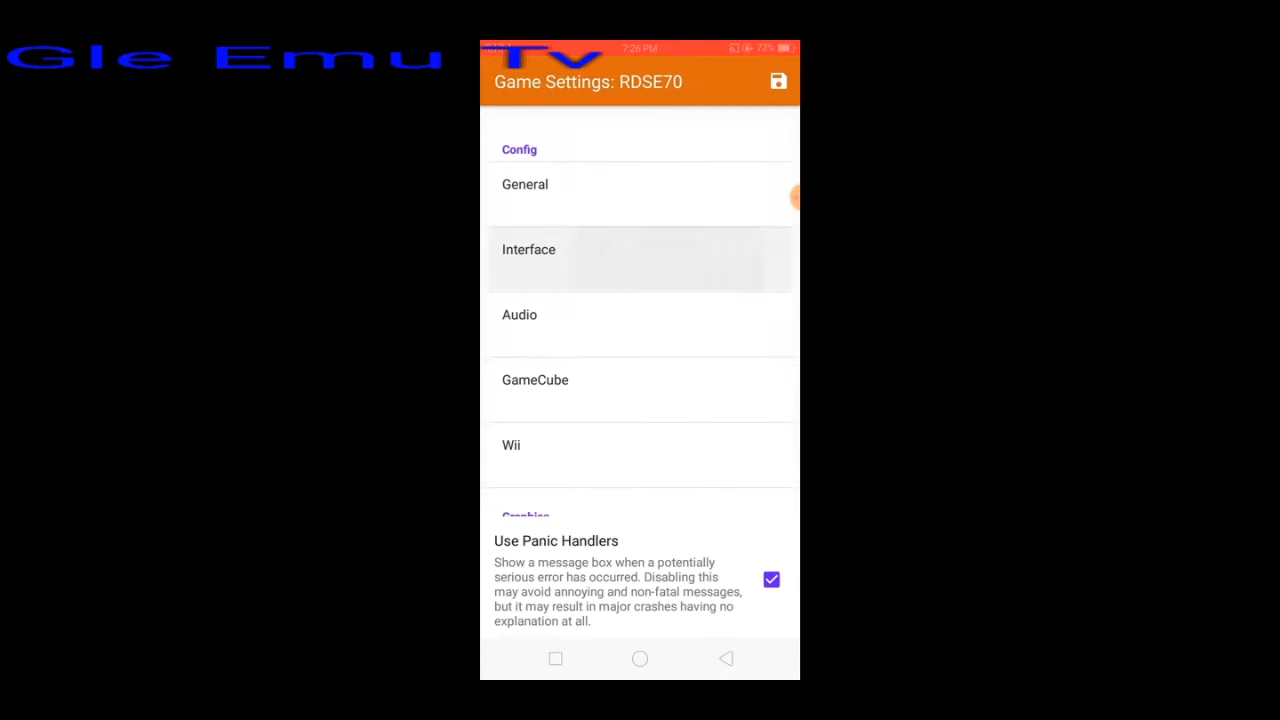 Gle Emu Tv
7:26 PM
72%
Game Settings: RDSE70
Config
General
Interface
Audio
GameCube
Wii
Graphics
Use Panic Handlers
Show a message box when a potentially
serious error has occurred. Disabling this
may avoid annoying and non-fatal messages,
but it may result in major crashes having no
explanation at all.